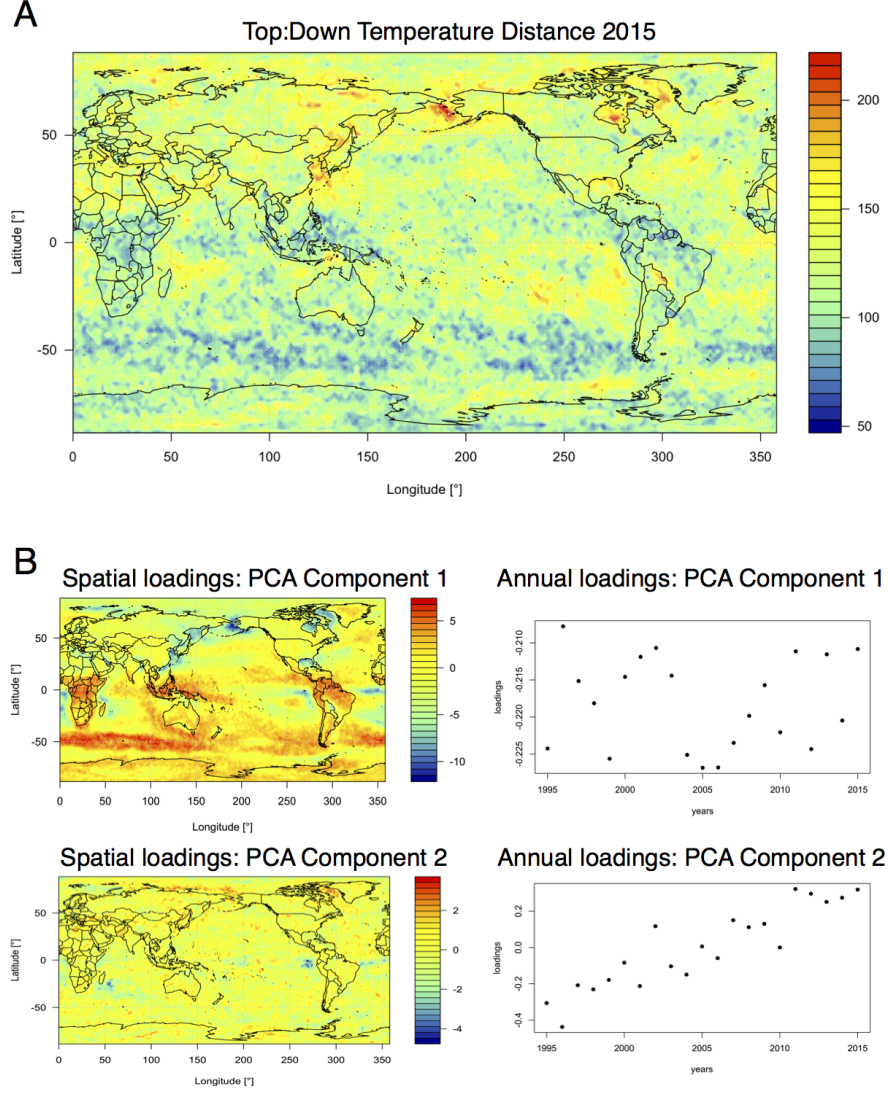 A
Top:Down Temperature Distance 2015
Latitude [°]
50
0
-50
0 50 100 150 200 250 300 350
Longitude [°]
200
150
100
50
B
Spatial loadings: PCA Component 1
Latitude [°]
50
0
-50
0 50 100 150 200 250 300 350
Longitude [°]
5
0
-5
-10
Annual loadings: PCA Component 1
loadings
-0.210
-0.215
-0.220
-0.225
1995 2000 2005 2010 2015
years
Spatial loadings: PCA Component 2
Latitude [°]
50
0
-50
0 50 100 150 200 250 300 350
Longitude [°]
2
0
-2
-4
Annual loadings: PCA Component 2
loadings
0.2
0.0
-0.2
-0.4
1995 2000 2005 2010 2015
years